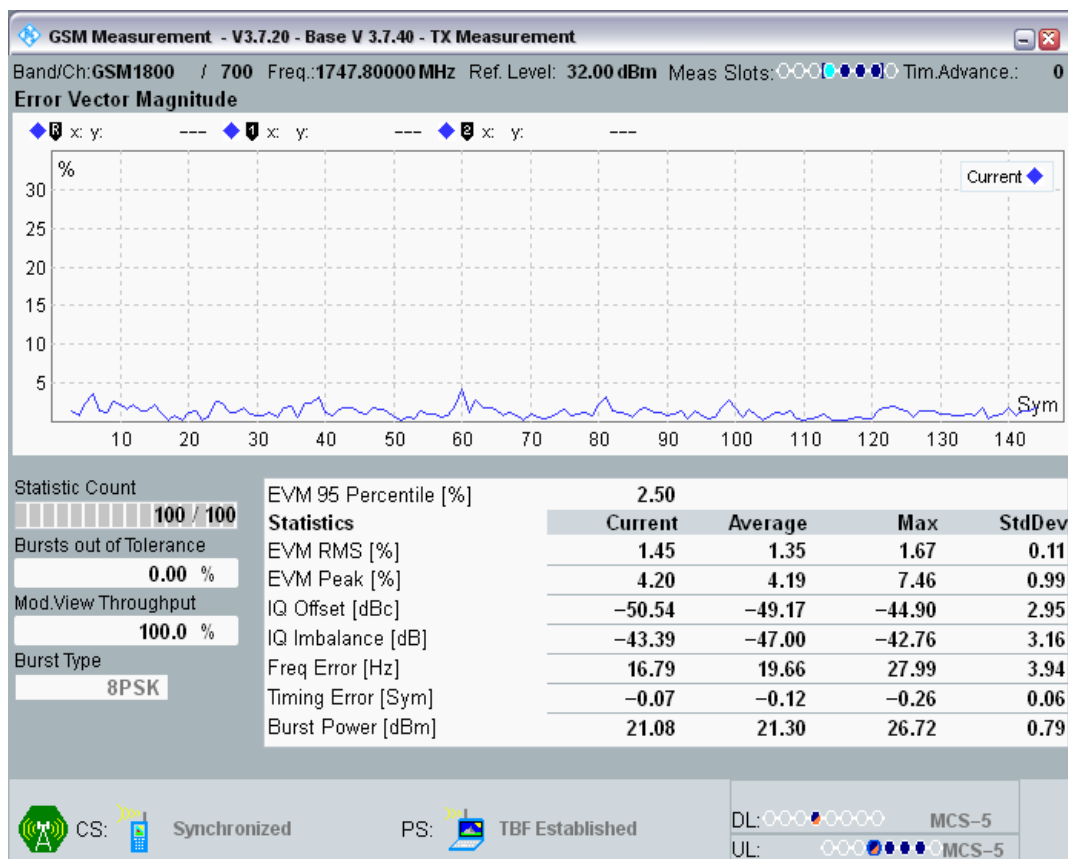 GSM Measurement - V3.7.20 - Base V 3.7.40 - TX Measurement
Band/Ch:GSM1800 / 700 Freq.:1747.80000 MHz Ref. Level: 32.00 dBm Meas Slots: Tim.Advance.: 0
Error Vector Magnitude
R x: y: --- 1 x: y: --- 2 x: y: ---
%
Current
30
25
20
15
10
5
Sym
10 20 30 40 50 60 70 80 90 100 110 120 130 140
Statistic Count
100 / 100
Bursts out of Tolerance
0.00 %
Mod.View Throughput
100.0 %
Burst Type
8PSK
EVM 95 Percentile [%] 2.50
Statistics Current Average Max StdDev
EVM RMS [%] 1.45 1.35 1.67 0.11
EVM Peak [%] 4.20 4.19 7.46 0.99
IQ Offset [dBc] −50.54 −49.17 −44.90 2.95
IQ Imbalance [dB] −43.39 −47.00 −42.76 3.16
Freq Error [Hz] 16.79 19.66 27.99 3.94
Timing Error [Sym] −0.07 −0.12 −0.26 0.06
Burst Power [dBm] 21.08 21.30 26.72 0.79
CS: Synchronized PS: TBF Established
DL: MCS−5
UL: MCS−5